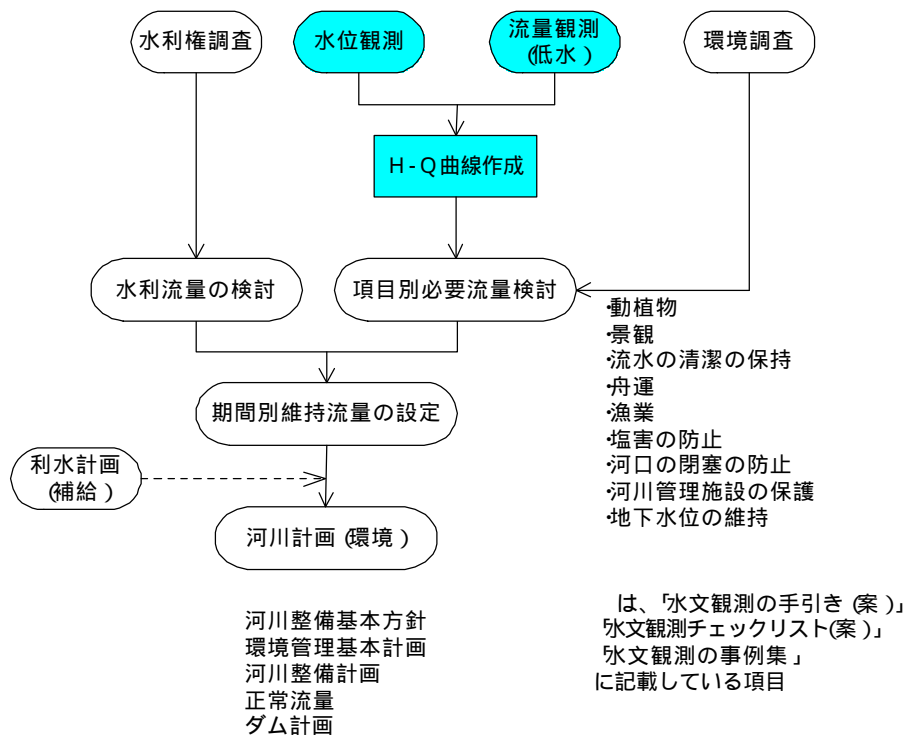 水利権調査
水位観測
流量観測
(低水)
環境調査
H-Q曲線作成
水利流量の検討
項目別必要流量検討
・動植物
・景観
・流水の清潔の保持
・舟運
・漁業
・塩害の防止
・河口の閉塞の防止
・河川管理施設の保護
・地下水位の維持
期間別維持流量の設定
利水計画
(補給)
河川計画(環境)
河川整備基本方針
環境管理基本計画
河川整備計画
正常流量
ダム計画
は、「水文観測の手引き(案)」
「水文観測チェックリスト(案)」
「水文観測の事例集」
に記載している項目